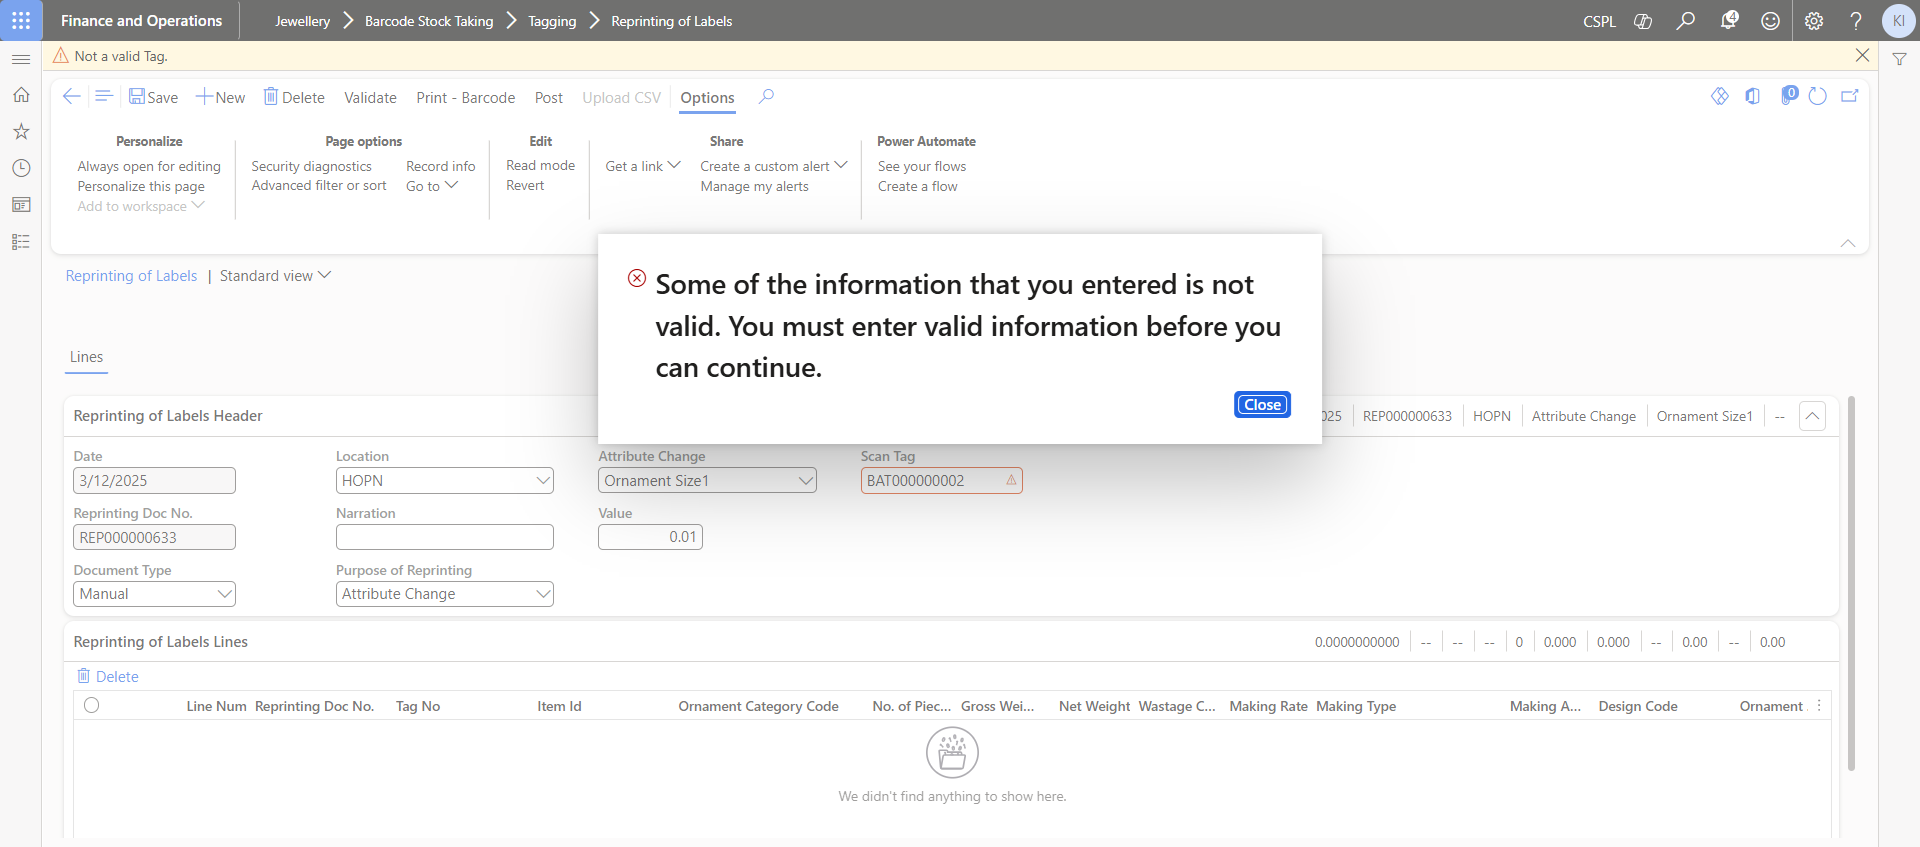 Finance and Operations
Jewellery
Barcode Stock Taking
Tagging
Reprinting of Labels
CSPL
4
KI
Not a valid Tag.
Save
New
Delete
Validate
Print - Barcode
Post
Upload CSV
Options
0
Personalize
Always open for editing
Personalize this page
Add to workspace
Page options
Security diagnostics
Advanced filter or sort
Record info
Go to
Edit
Read mode
Revert
Share
Get a link
Create a custom alert
Manage my alerts
Power Automate
See your flows
Create a flow
Reprinting of Labels | Standard view
Some of the information that you entered is not
valid. You must enter valid information before you
can continue.
Close
Lines
Reprinting of Labels Header
025
REP000000633
HOPN
Attribute Change
Ornament Size1
--
Date
3/12/2025
Location
HOPN
Attribute Change
Ornament Size1
Scan Tag
BAT000000002
Reprinting Doc No.
REP000000633
Narration
Value
0.01
Document Type
Manual
Purpose of Reprinting
Attribute Change
Reprinting of Labels Lines
0.0000000000
--
--
--
0
0.000
0.000
--
0.00
--
0.00
Delete
Line Num
Reprinting Doc No.
Tag No
Item Id
Ornament Category Code
No. of Piec...
Gross Wei...
Net Weight
Wastage C...
Making Rate
Making Type
Making A...
Design Code
Ornament
We didn't find anything to show here.